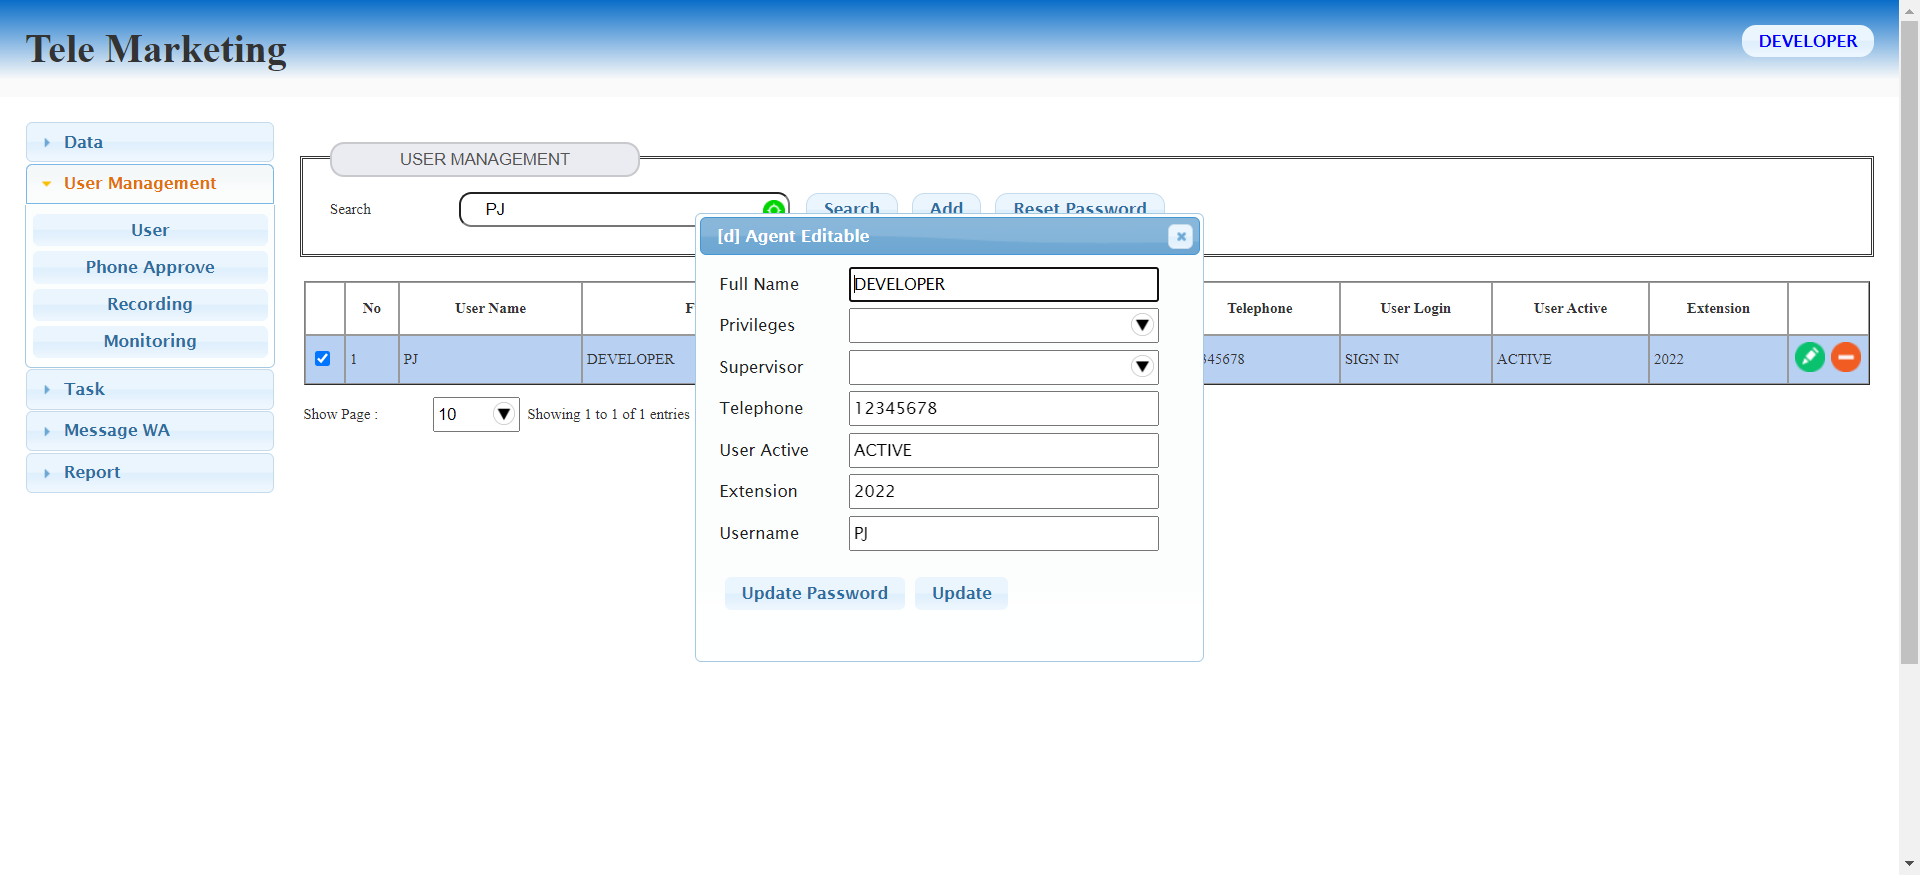 Tele Marketing
DEVELOPER
Data
User Management
User
Phone Approve
Recording
Monitoring
Task
Message WA
Report
USER MANAGEMENT
Search PJ Search Add Reset Password
[d] Agent Editable
Full Name DEVELOPER
Privileges
Supervisor
Telephone 12345678
User Active ACTIVE
Extension 2022
Username PJ
Update Password Update
No User Name F Telephone User Login User Active Extension
1 PJ DEVELOPER 345678 SIGN IN ACTIVE 2022
Show Page : 10 Showing 1 to 1 of 1 entries